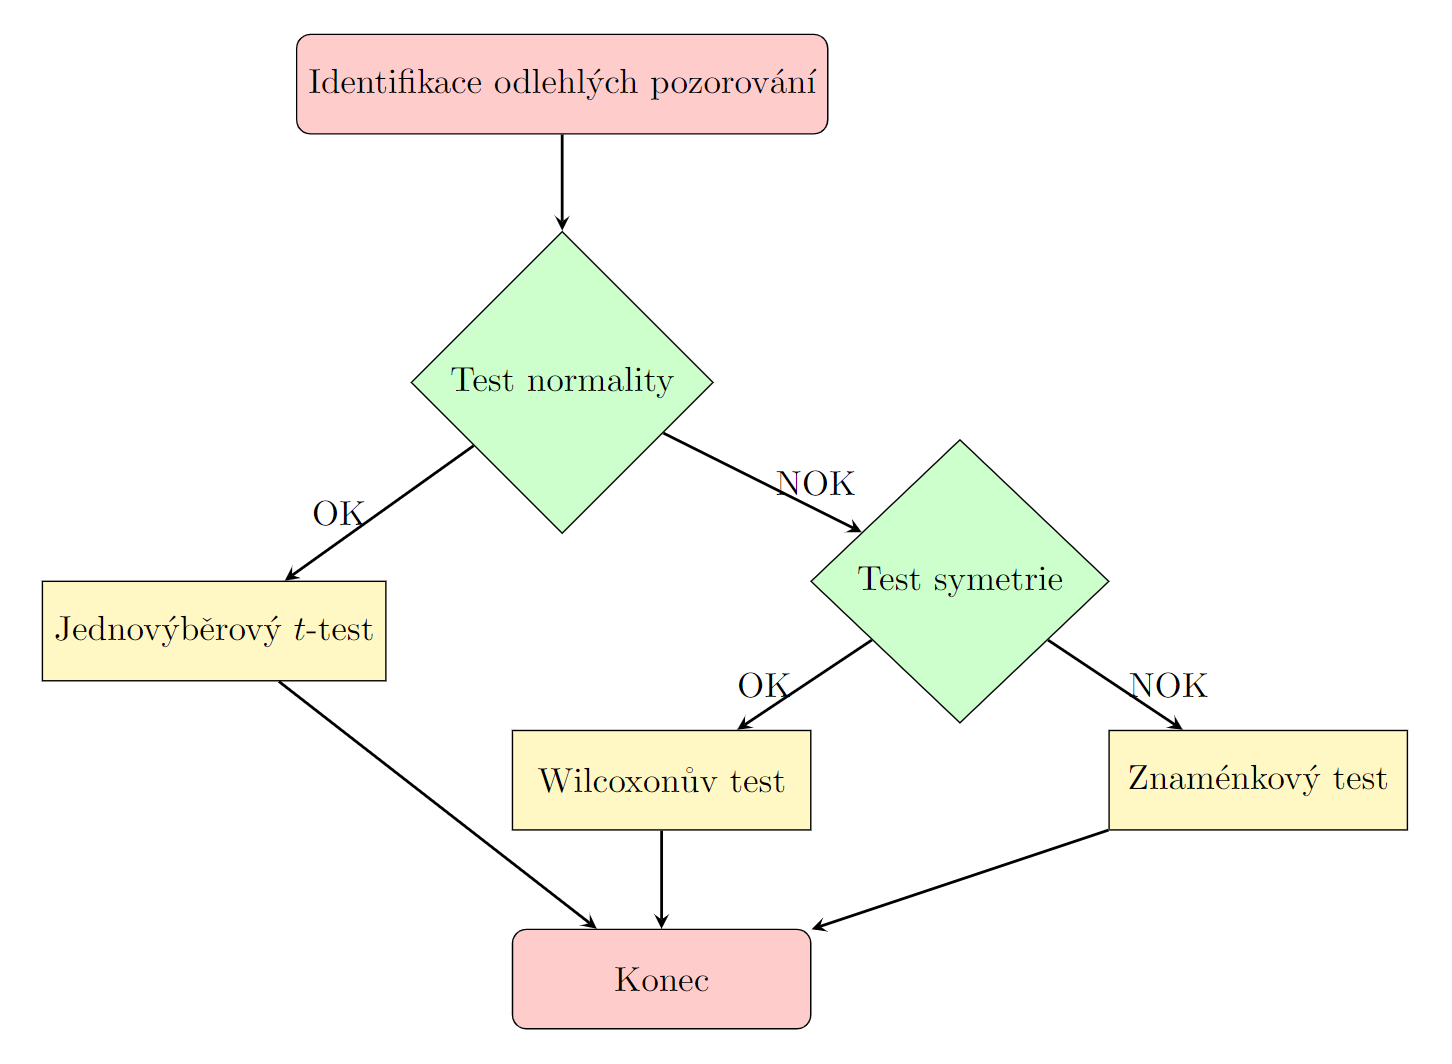 Identifikace odlehlých pozorování
Test normality
OK
NOK
Test symetrie
Jednovýběrový t-test
OK
NOK
Wilcoxonův test
Znaménkový test
Konec